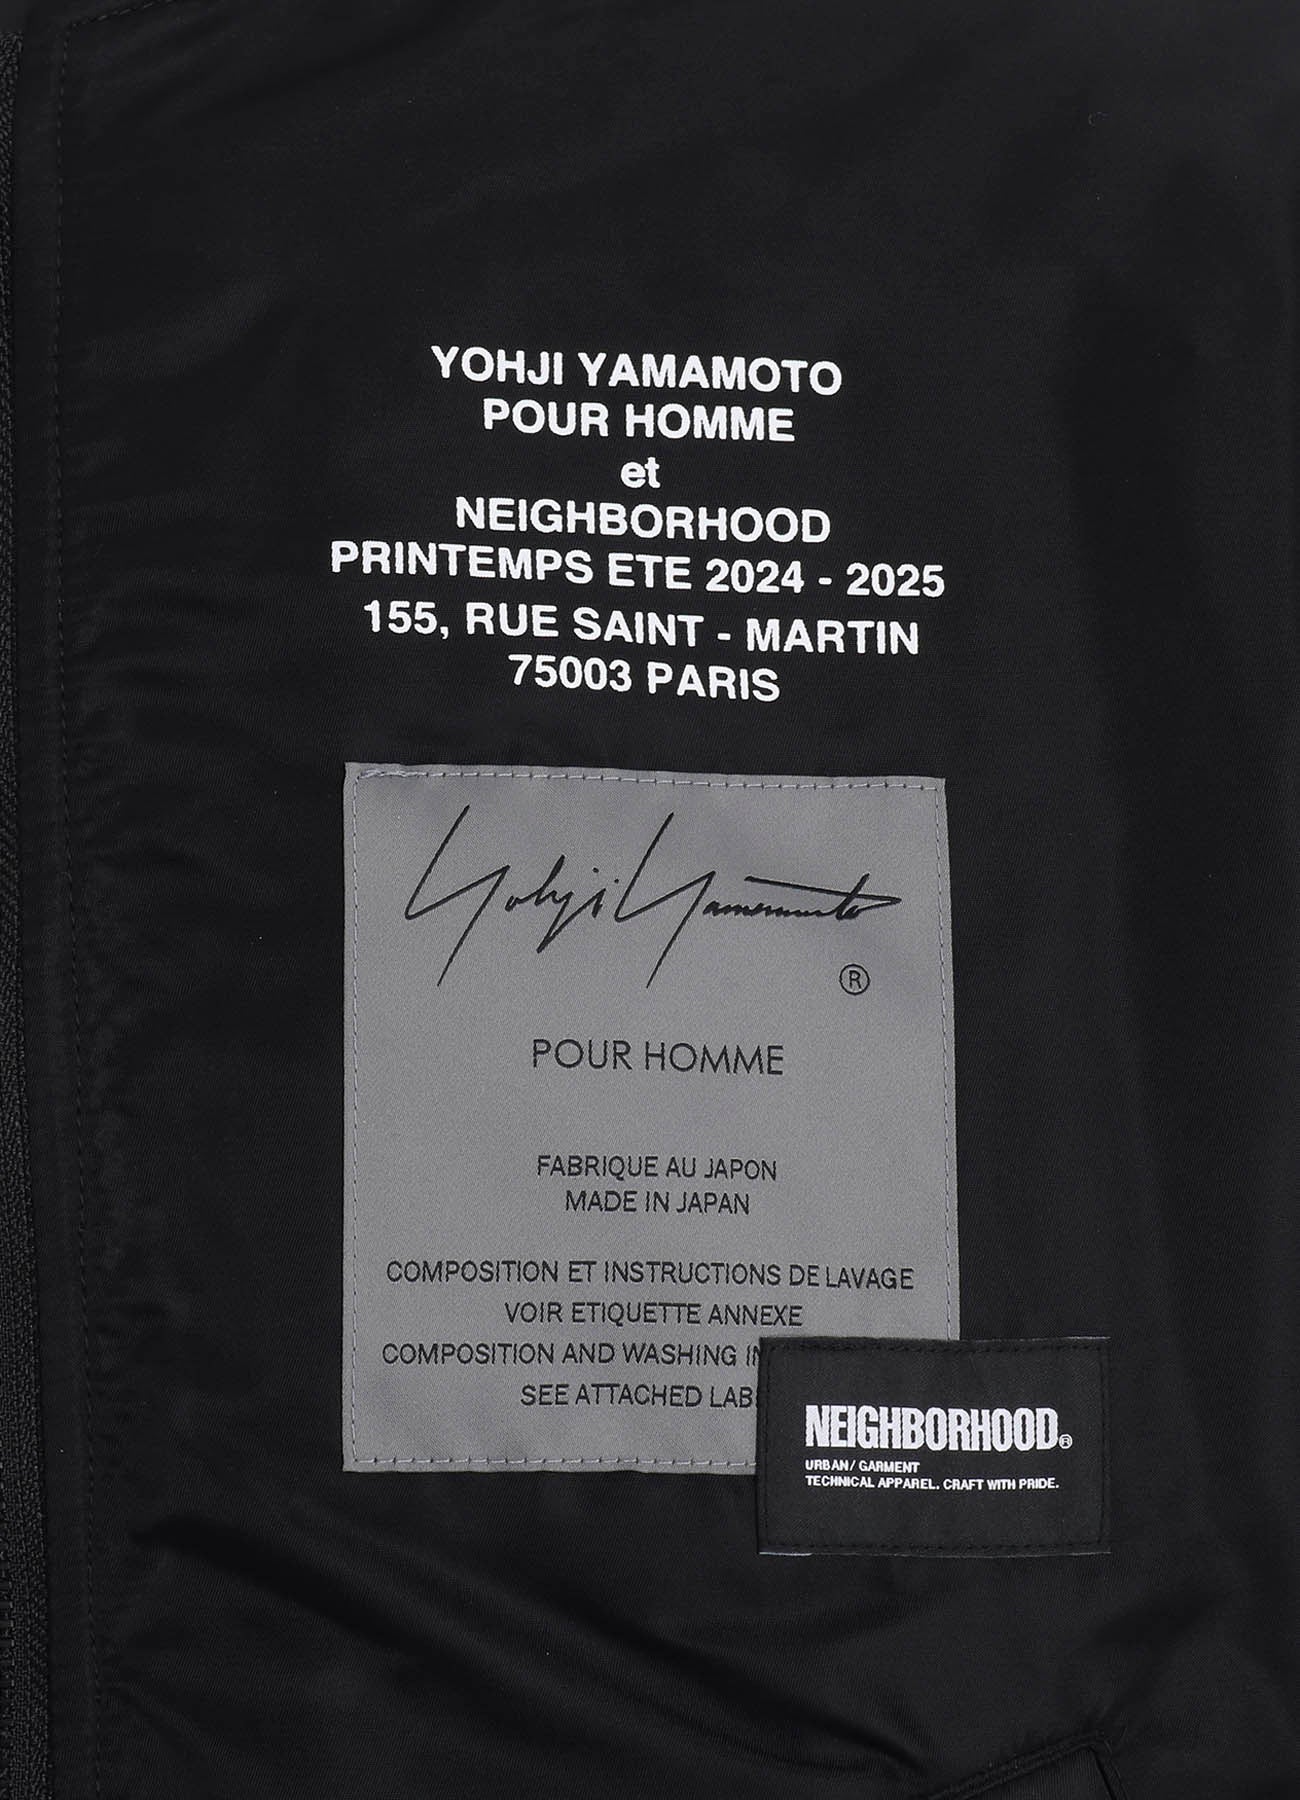 YOHJI YAMAMOTO
POUR HOMME
et
NEIGHBORHOOD
PRINTEMPS ETE 2024 - 2025
155, RUE SAINT - MARTIN
75003 PARIS
Yohji Yamamoto
®
POUR HOMME
FABRIQUE AU JAPON
MADE IN JAPAN
COMPOSITION ET INSTRUCTIONS DE LAVAGE
VOIR ETIQUETTE ANNEXE
COMPOSITION AND WASHING
SEE ATTACHED
NEIGHBORHOOD®
URBAN/ GARMENT
TECHNICAL APPAREL. CRAFT WITH PRIDE.